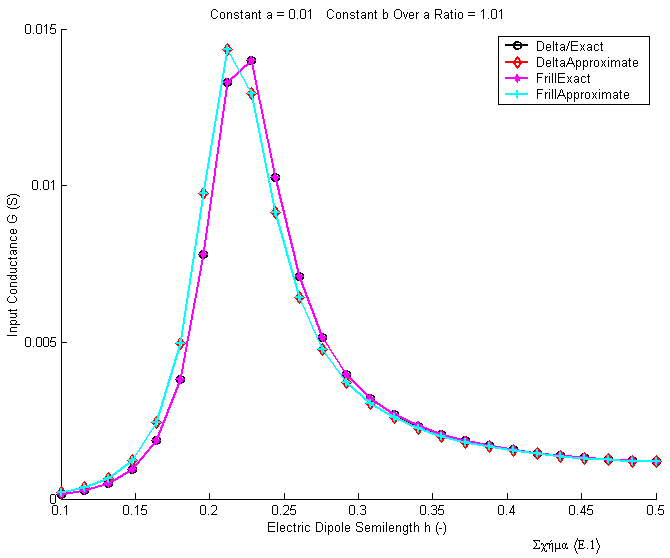 Constant a = 0.01   Constant b Over a Ratio = 1.01
0.015
0.01
0.005
0
Input Conductance G (S)
Delta/Exact
DeltaApproximate
FrillExact
FrillApproximate
0.1 0.15 0.2 0.25 0.3 0.35 0.4 0.45 0.5
Electric Dipole Semilength h (-)
Σχήμα ⟨E.1⟩